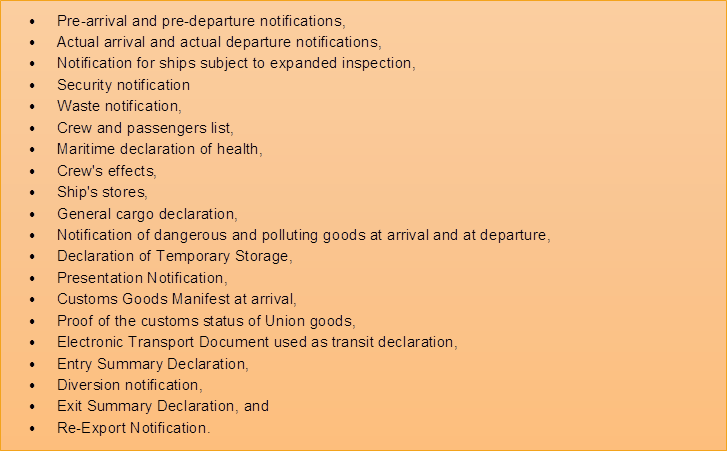 • Pre-arrival and pre-departure notifications,
• Actual arrival and actual departure notifications,
• Notification for ships subject to expanded inspection,
• Security notification
• Waste notification,
• Crew and passengers list,
• Maritime declaration of health,
• Crew's effects,
• Ship's stores,
• General cargo declaration,
• Notification of dangerous and polluting goods at arrival and at departure,
• Declaration of Temporary Storage,
• Presentation Notification,
• Customs Goods Manifest at arrival,
• Proof of the customs status of Union goods,
• Electronic Transport Document used as transit declaration,
• Entry Summary Declaration,
• Diversion notification,
• Exit Summary Declaration, and
• Re-Export Notification.